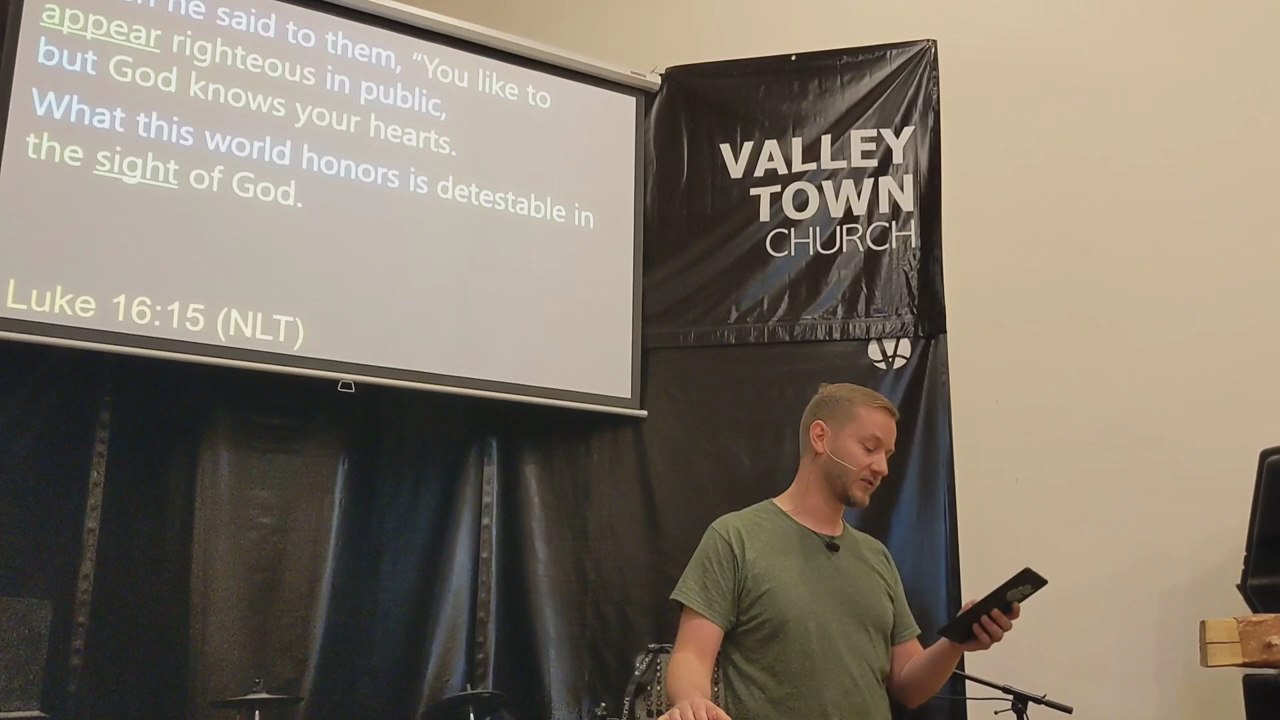 he said to them, “You like to
appear righteous in public,
but God knows your hearts.
What this world honors is detestable in
the sight of God.
Luke 16:15 (NLT)
VALLEY
TOWN
CHURCH